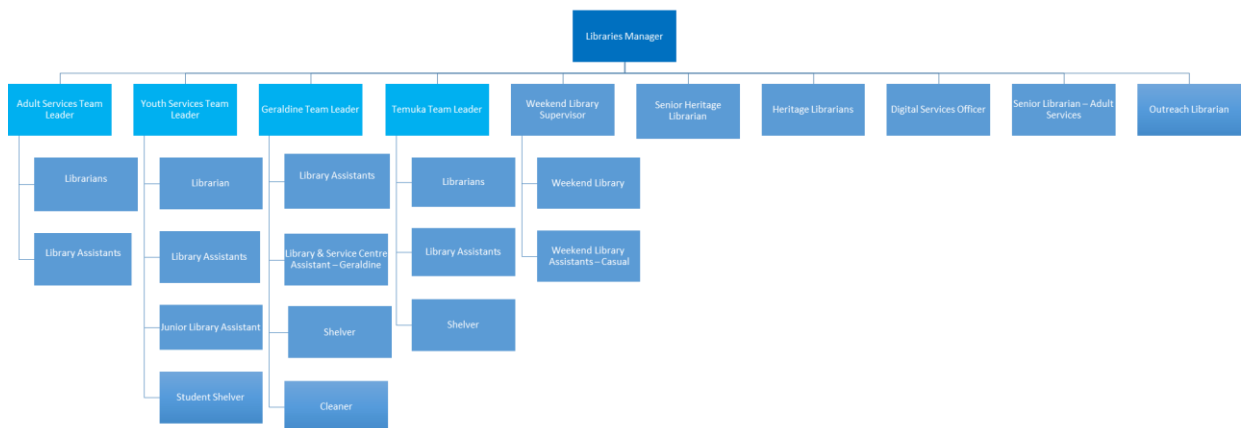 Libraries Manager
Adult Services Team
Leader
Youth Services Team
Leader
Geraldine Team Leader
Temuka Team Leader
Weekend Library
Supervisor
Senior Heritage
Librarian
Heritage Librarians
Digital Services Officer
Senior Librarian – Adult
Services
Outreach Librarian
Librarians
Library Assistants
Librarian
Library Assistants
Junior Library Assistant
Student Shelver
Library Assistants
Library & Service Centre
Assistant – Geraldine
Shelver
Cleaner
Librarians
Library Assistants
Shelver
Weekend Library
Weekend Library
Assistants – Casual